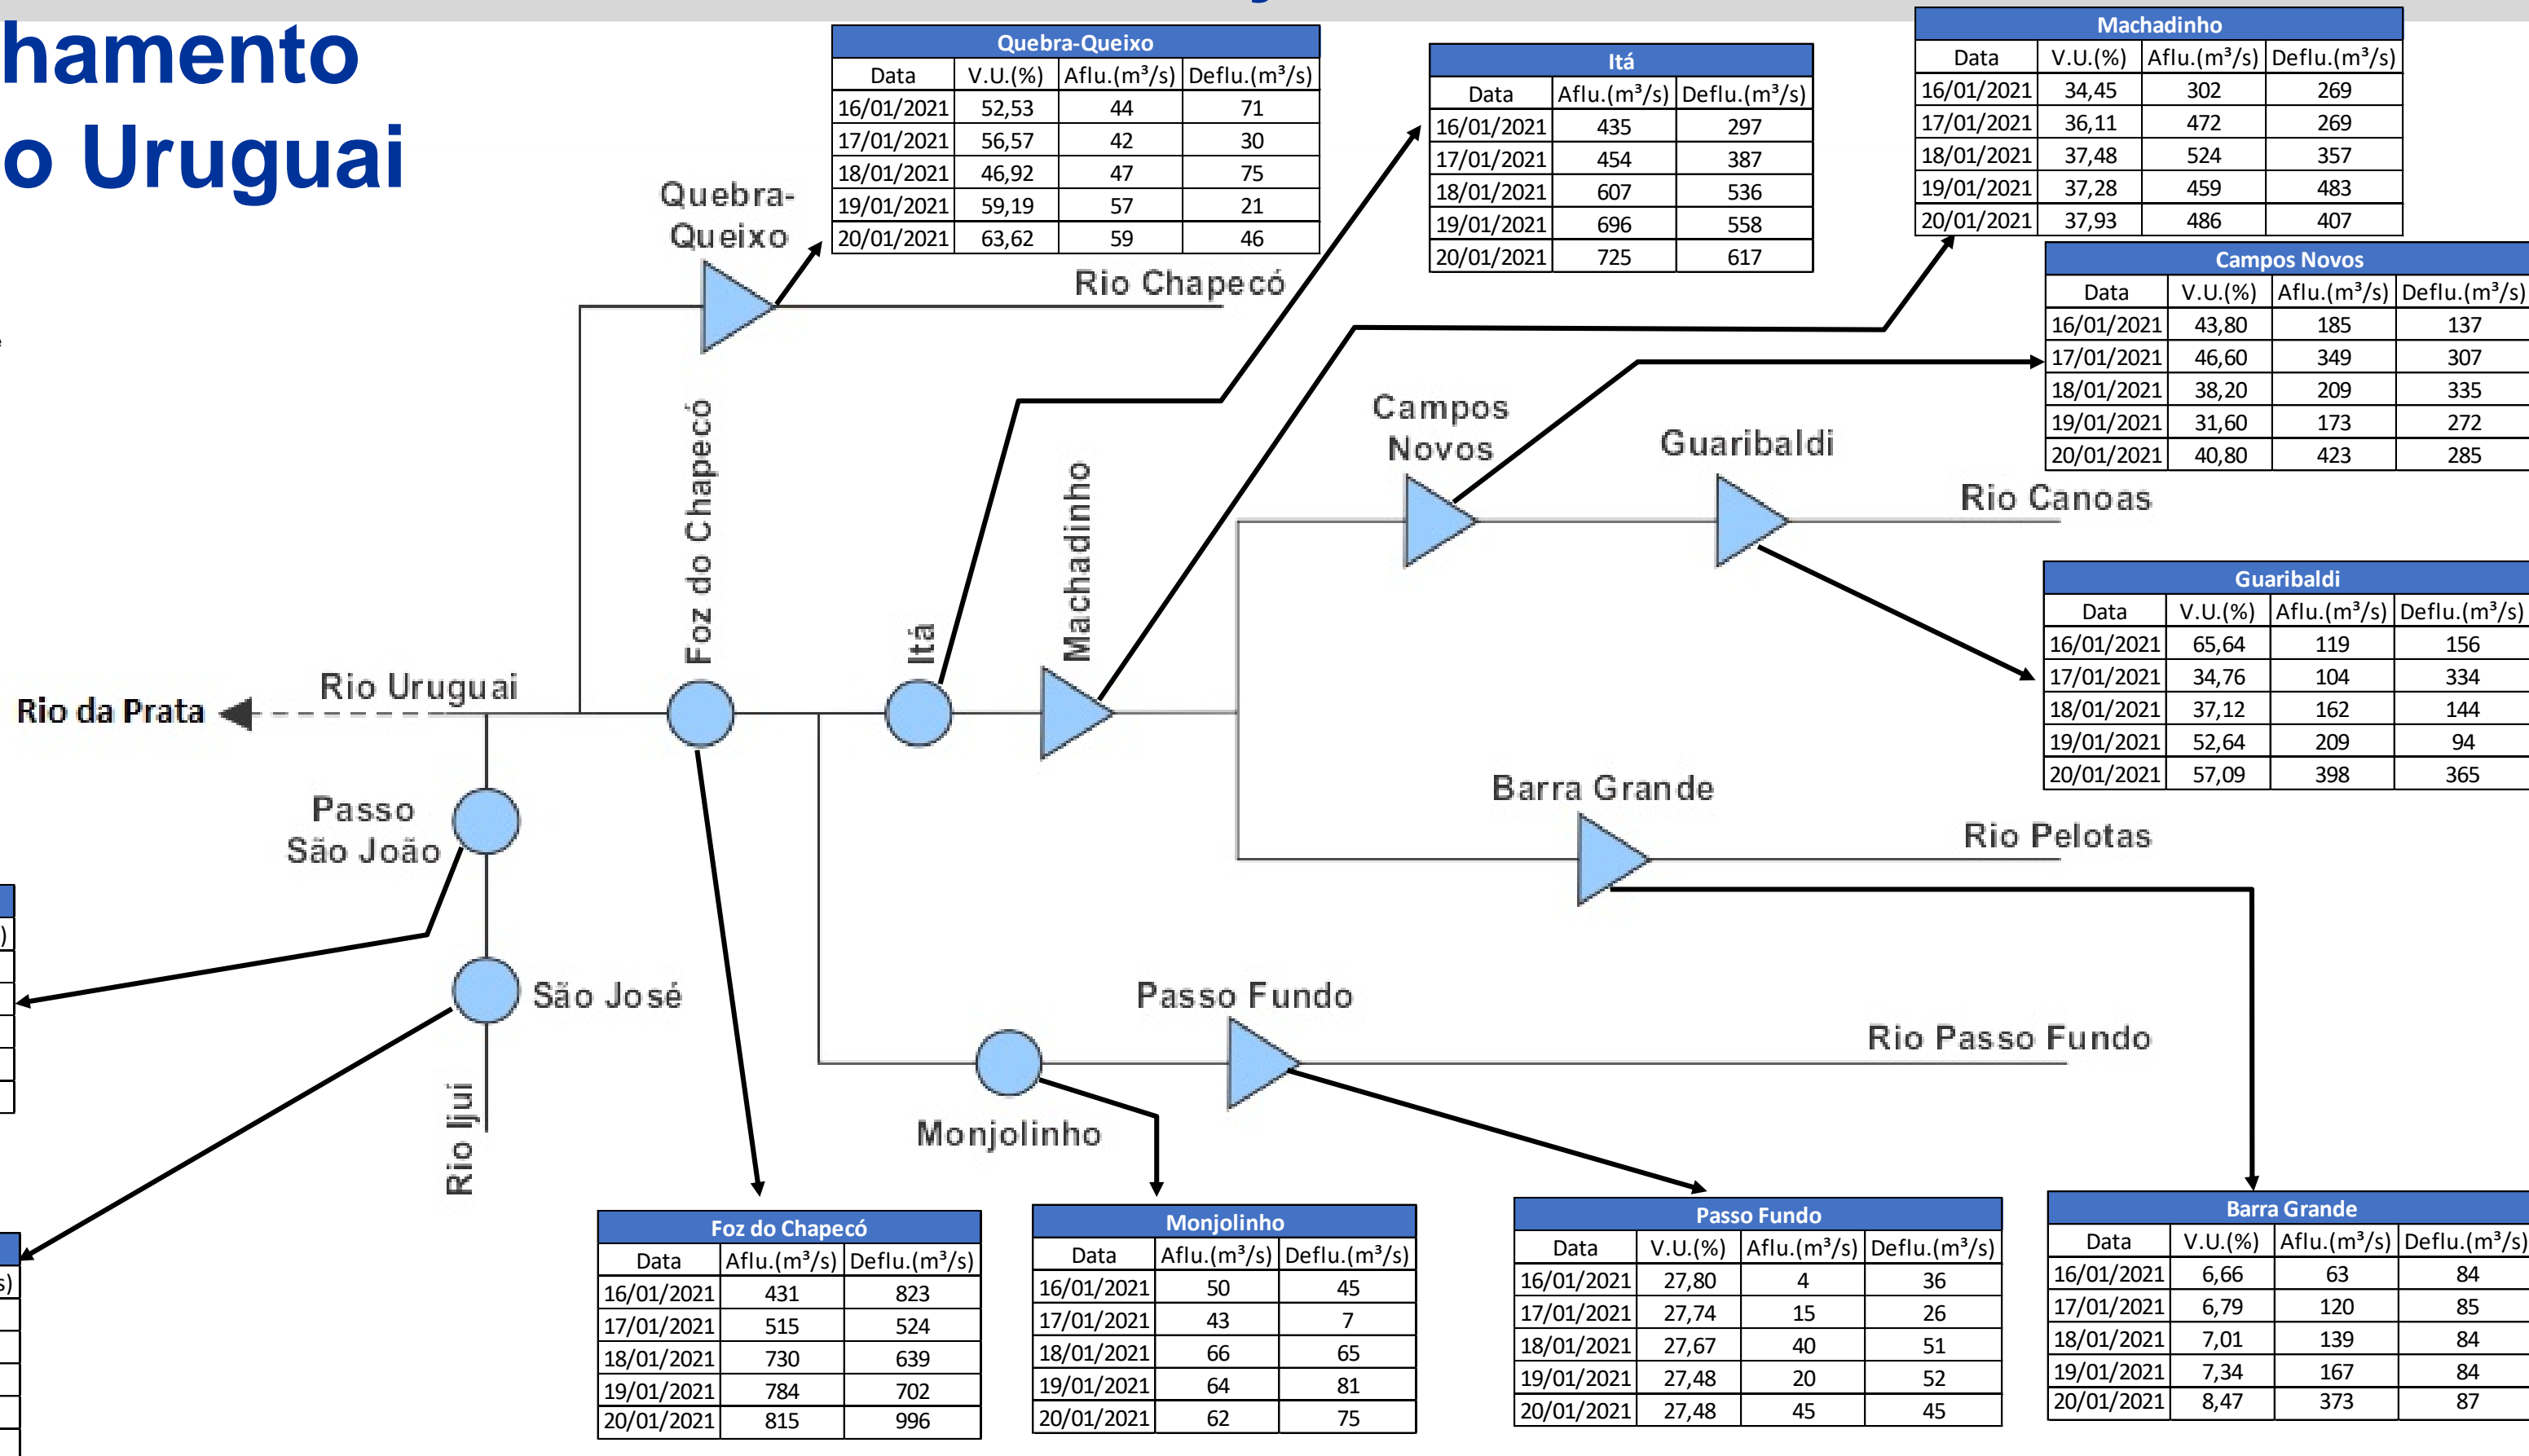 hamento
o Uruguai
Quebra-Queixo
Data V.U.(%) Aflu.(m³/s) Deflu.(m³/s)
16/01/2021 52,53 44 71
17/01/2021 56,57 42 30
18/01/2021 46,92 47 75
19/01/2021 59,19 57 21
20/01/2021 63,62 59 46
Itá
Data Aflu.(m³/s) Deflu.(m³/s)
16/01/2021 435 297
17/01/2021 454 387
18/01/2021 607 536
19/01/2021 696 558
20/01/2021 725 617
Machadinho
Data V.U.(%) Aflu.(m³/s) Deflu.(m³/s)
16/01/2021 34,45 302 269
17/01/2021 36,11 472 269
18/01/2021 37,48 524 357
19/01/2021 37,28 459 483
20/01/2021 37,93 486 407
Campos Novos
Data V.U.(%) Aflu.(m³/s) Deflu.(m³/s)
16/01/2021 43,80 185 137
17/01/2021 46,60 349 307
18/01/2021 38,20 209 335
19/01/2021 31,60 173 272
20/01/2021 40,80 423 285
Quebra-
Queixo
Rio Chapecó
Foz do Chapecó
Itá
Machadinho
Campos
Novos
Guaribaldi
Rio Canoas
Guaribaldi
Data V.U.(%) Aflu.(m³/s) Deflu.(m³/s)
16/01/2021 65,64 119 156
17/01/2021 34,76 104 334
18/01/2021 37,12 162 144
19/01/2021 52,64 209 94
20/01/2021 57,09 398 365
Rio da Prata
Rio Uruguai
Passo
São João
São José
Rio Ijuí
Barra Grande
Rio Pelotas
Passo Fundo
Rio Passo Fundo
Monjolinho
)
s)
Foz do Chapecó
Data Aflu.(m³/s) Deflu.(m³/s)
16/01/2021 431 823
17/01/2021 515 524
18/01/2021 730 639
19/01/2021 784 702
20/01/2021 815 996
Monjolinho
Data Aflu.(m³/s) Deflu.(m³/s)
16/01/2021 50 45
17/01/2021 43 7
18/01/2021 66 65
19/01/2021 64 81
20/01/2021 62 75
Passo Fundo
Data V.U.(%) Aflu.(m³/s) Deflu.(m³/s)
16/01/2021 27,80 4 36
17/01/2021 27,74 15 26
18/01/2021 27,67 40 51
19/01/2021 27,48 20 52
20/01/2021 27,48 45 45
Barra Grande
Data V.U.(%) Aflu.(m³/s) Deflu.(m³/s)
16/01/2021 6,66 63 84
17/01/2021 6,79 120 85
18/01/2021 7,01 139 84
19/01/2021 7,34 167 84
20/01/2021 8,47 373 87